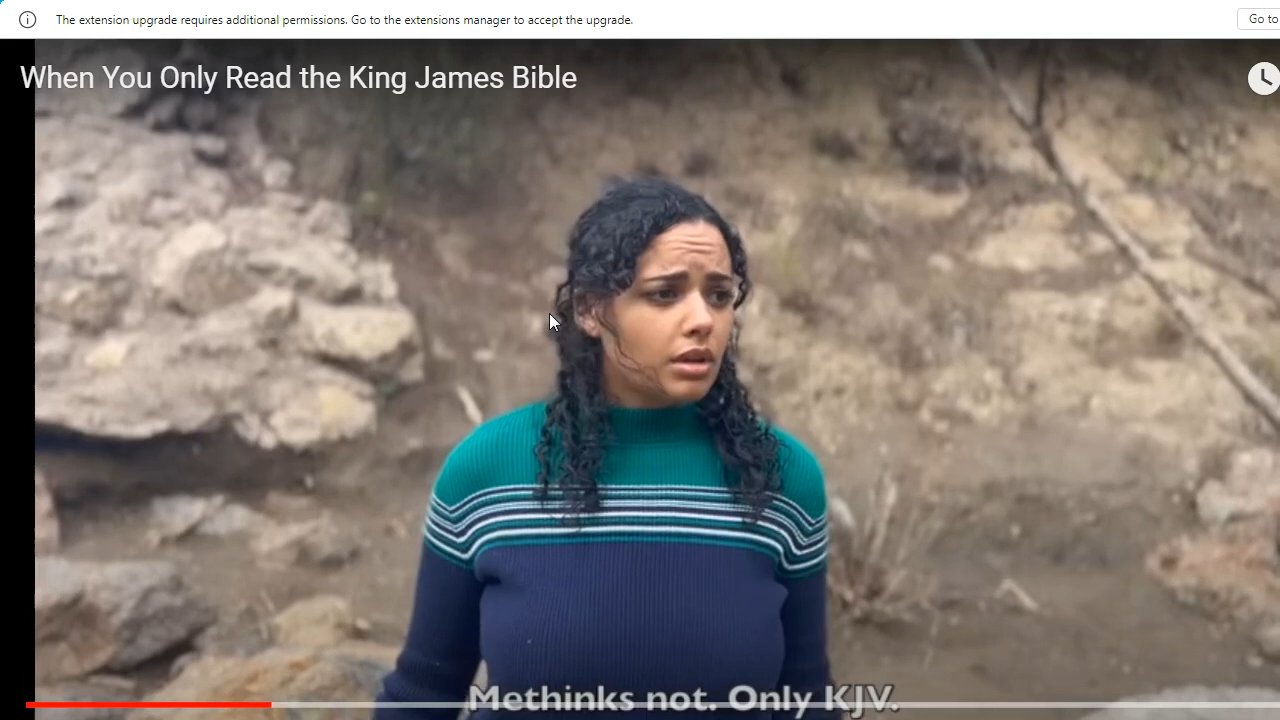 The extension upgrade requires additional permissions. Go to the extensions manager to accept the upgrade.
Go to
When You Only Read the King James Bible
Methinks not. Only KJV.